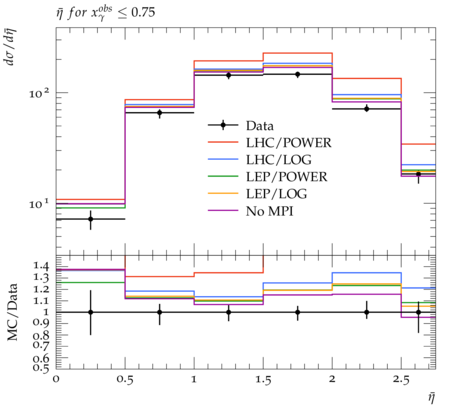 η̄ for x_γ^obs ≤ 0.75
dσ/dη̄
10²
10¹
Data
LHC/POWER
LHC/LOG
LEP/POWER
LEP/LOG
No MPI
MC/Data
1.4
1.3
1.2
1.1
1
0.9
0.8
0.7
0.6
0.5
0 0.5 1 1.5 2 2.5
η̄